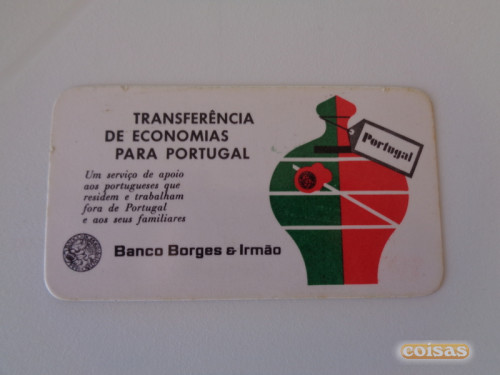 TRANSFERÊNCIA
DE ECONOMIAS
PARA PORTUGAL
Um serviço de apoio
aos portugueses que
residem e trabalham
fora de Portugal
e aos seus familiares
Banco Borges & Irmão
Portugal
coisas